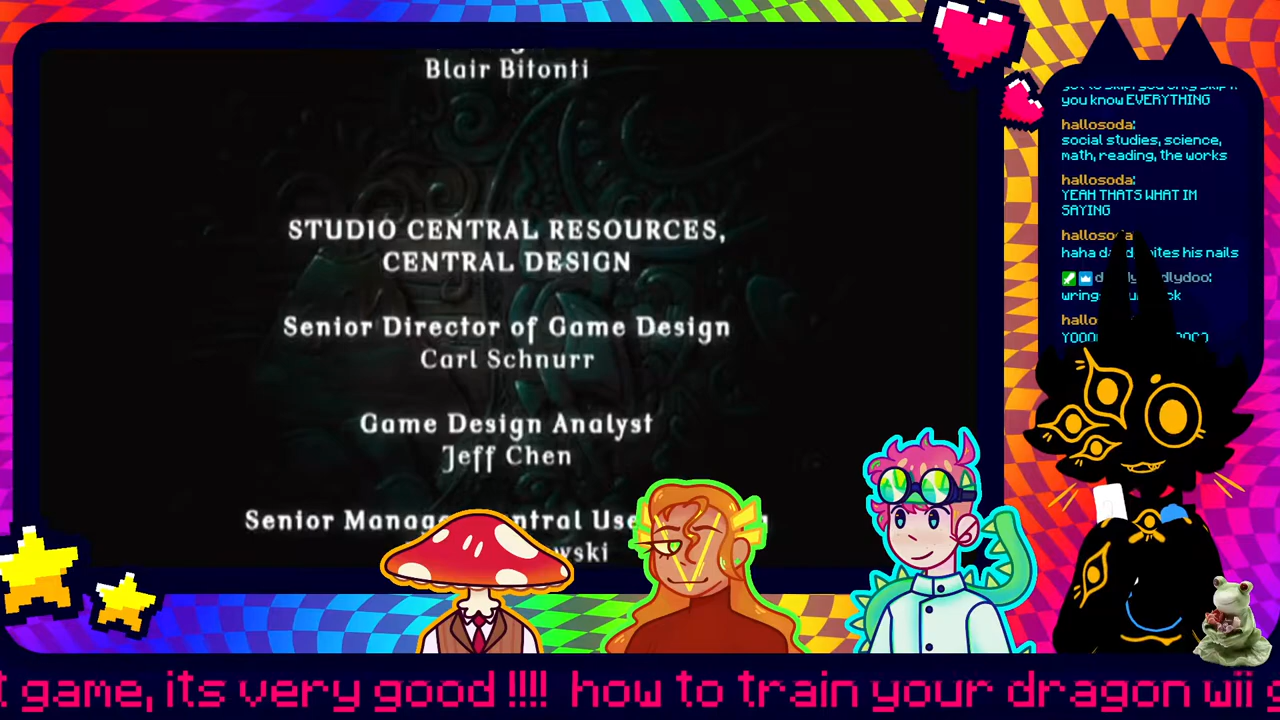 Blair Bitonti
STUDIO CENTRAL RESOURCES,
CENTRAL DESIGN
Senior Director of Game Design
Carl Schnurr
Game Design Analyst
Jeff Chen
Senior
you know EVERYTHING
hallosoda:
social studies, science,
math, reading, the works
hallosoda:
YEAH THATS WHAT IM
SAYING
haha his nails
game, its very good !!!! how to train your dragon wii